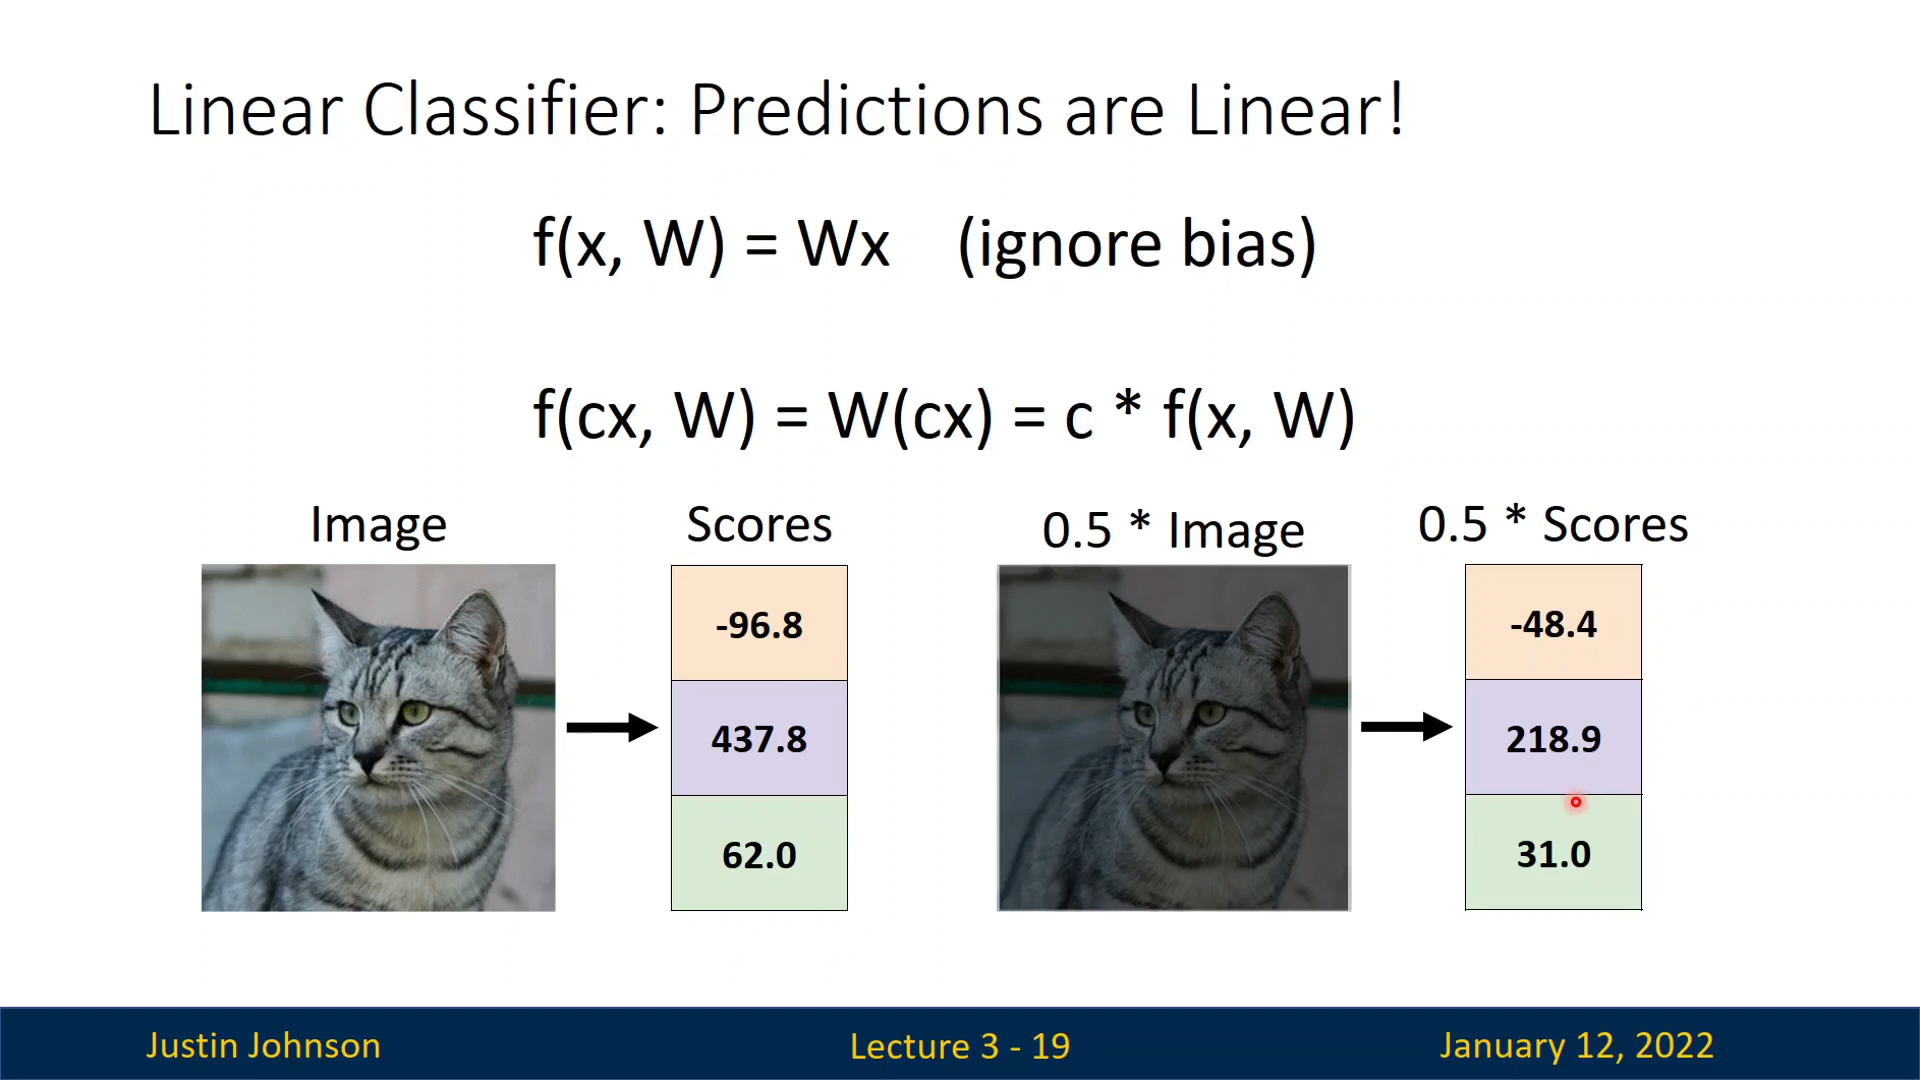 Linear Classifier: Predictions are Linear!
f(x, W) = Wx (ignore bias)
f(cx, W) = W(cx) = c * f(x, W)
Image Scores 0.5 * Image 0.5 * Scores
-96.8 -48.4
437.8 218.9
62.0 31.0
Justin Johnson Lecture 3 - 19 January 12, 2022